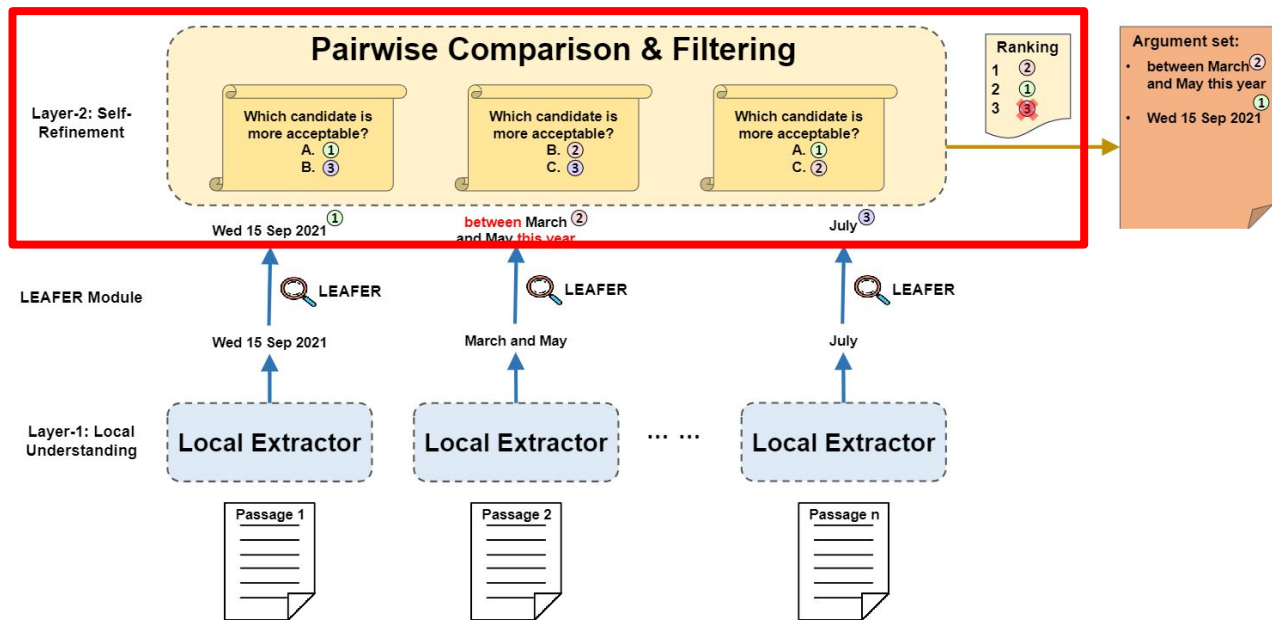 Pairwise Comparison & Filtering
Layer-2: Self-
Refinement
Which candidate is
more acceptable?
A. ①
B. ③
Which candidate is
more acceptable?
B. ②
C. ③
Which candidate is
more acceptable?
A. ①
C. ②
Ranking
1 ②
2 ①
3 ③
Argument set:
• between March ②
and May this year
①
• Wed 15 Sep 2021
Wed 15 Sep 2021 ①
between March ②
and May this year
July ③
LEAFER Module
LEAFER
LEAFER
LEAFER
Wed 15 Sep 2021
March and May
July
Layer-1: Local
Understanding
Local Extractor
Local Extractor
... ...
Local Extractor
Passage 1
Passage 2
Passage n